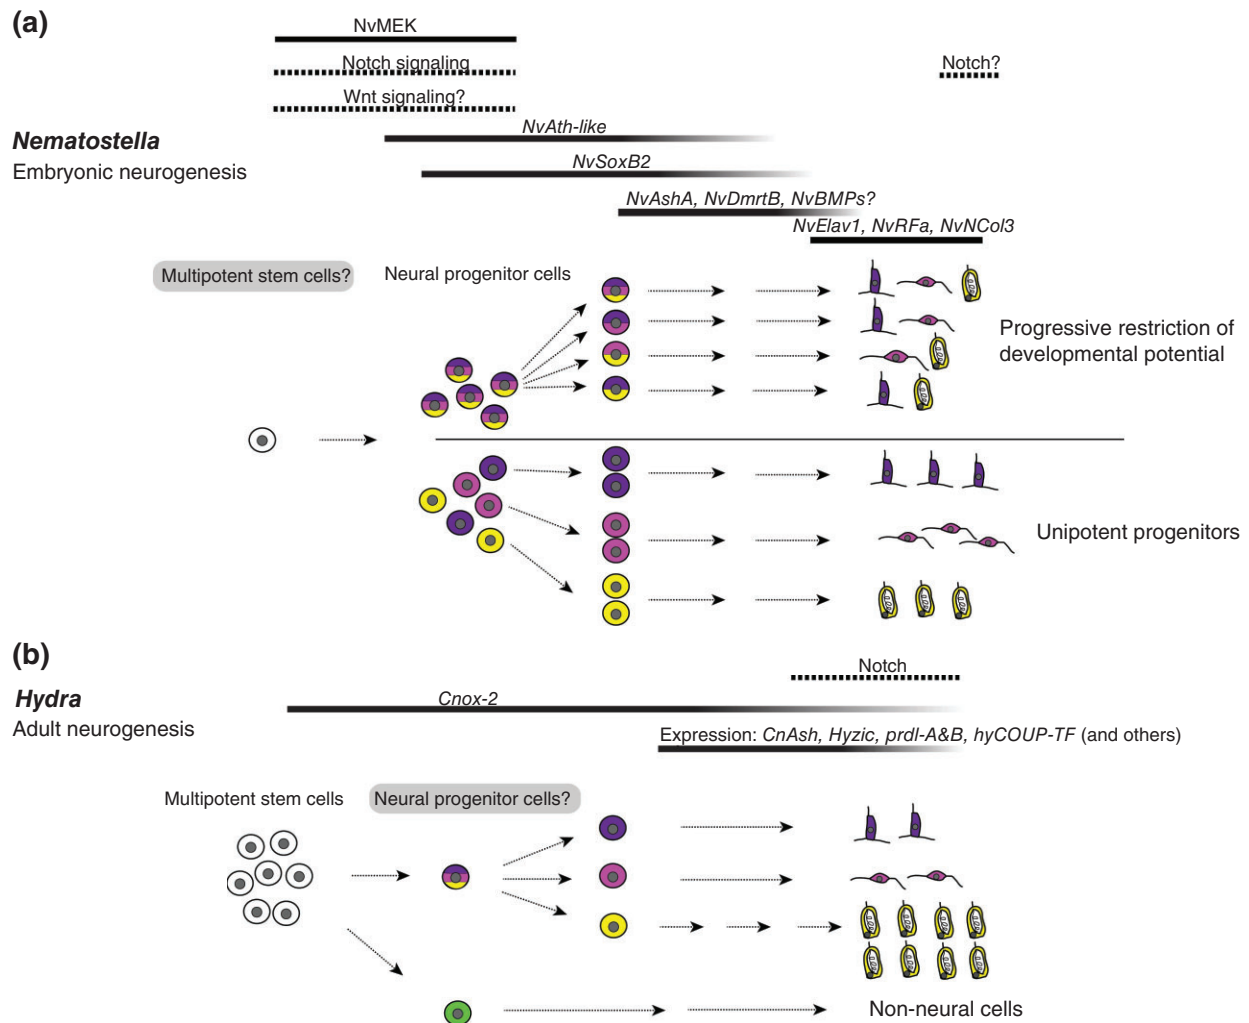 (a)
NvMEK
Notch signaling
Notch?
Wnt signaling?
Nematostella
Embryonic neurogenesis
NvAth-like
NvSoxB2
NvAshA, NvDmrtB, NvBMPs?
NvElav1, NvRFa, NvNCol3
Multipotent stem cells?
Neural progenitor cells
Progressive restriction of
developmental potential
Unipotent progenitors
(b)
Notch
Hydra
Adult neurogenesis
Cnox-2
Expression: CnAsh, Hyzic, prdl-A&B, hyCOUP-TF (and others)
Multipotent stem cells
Neural progenitor cells?
Non-neural cells